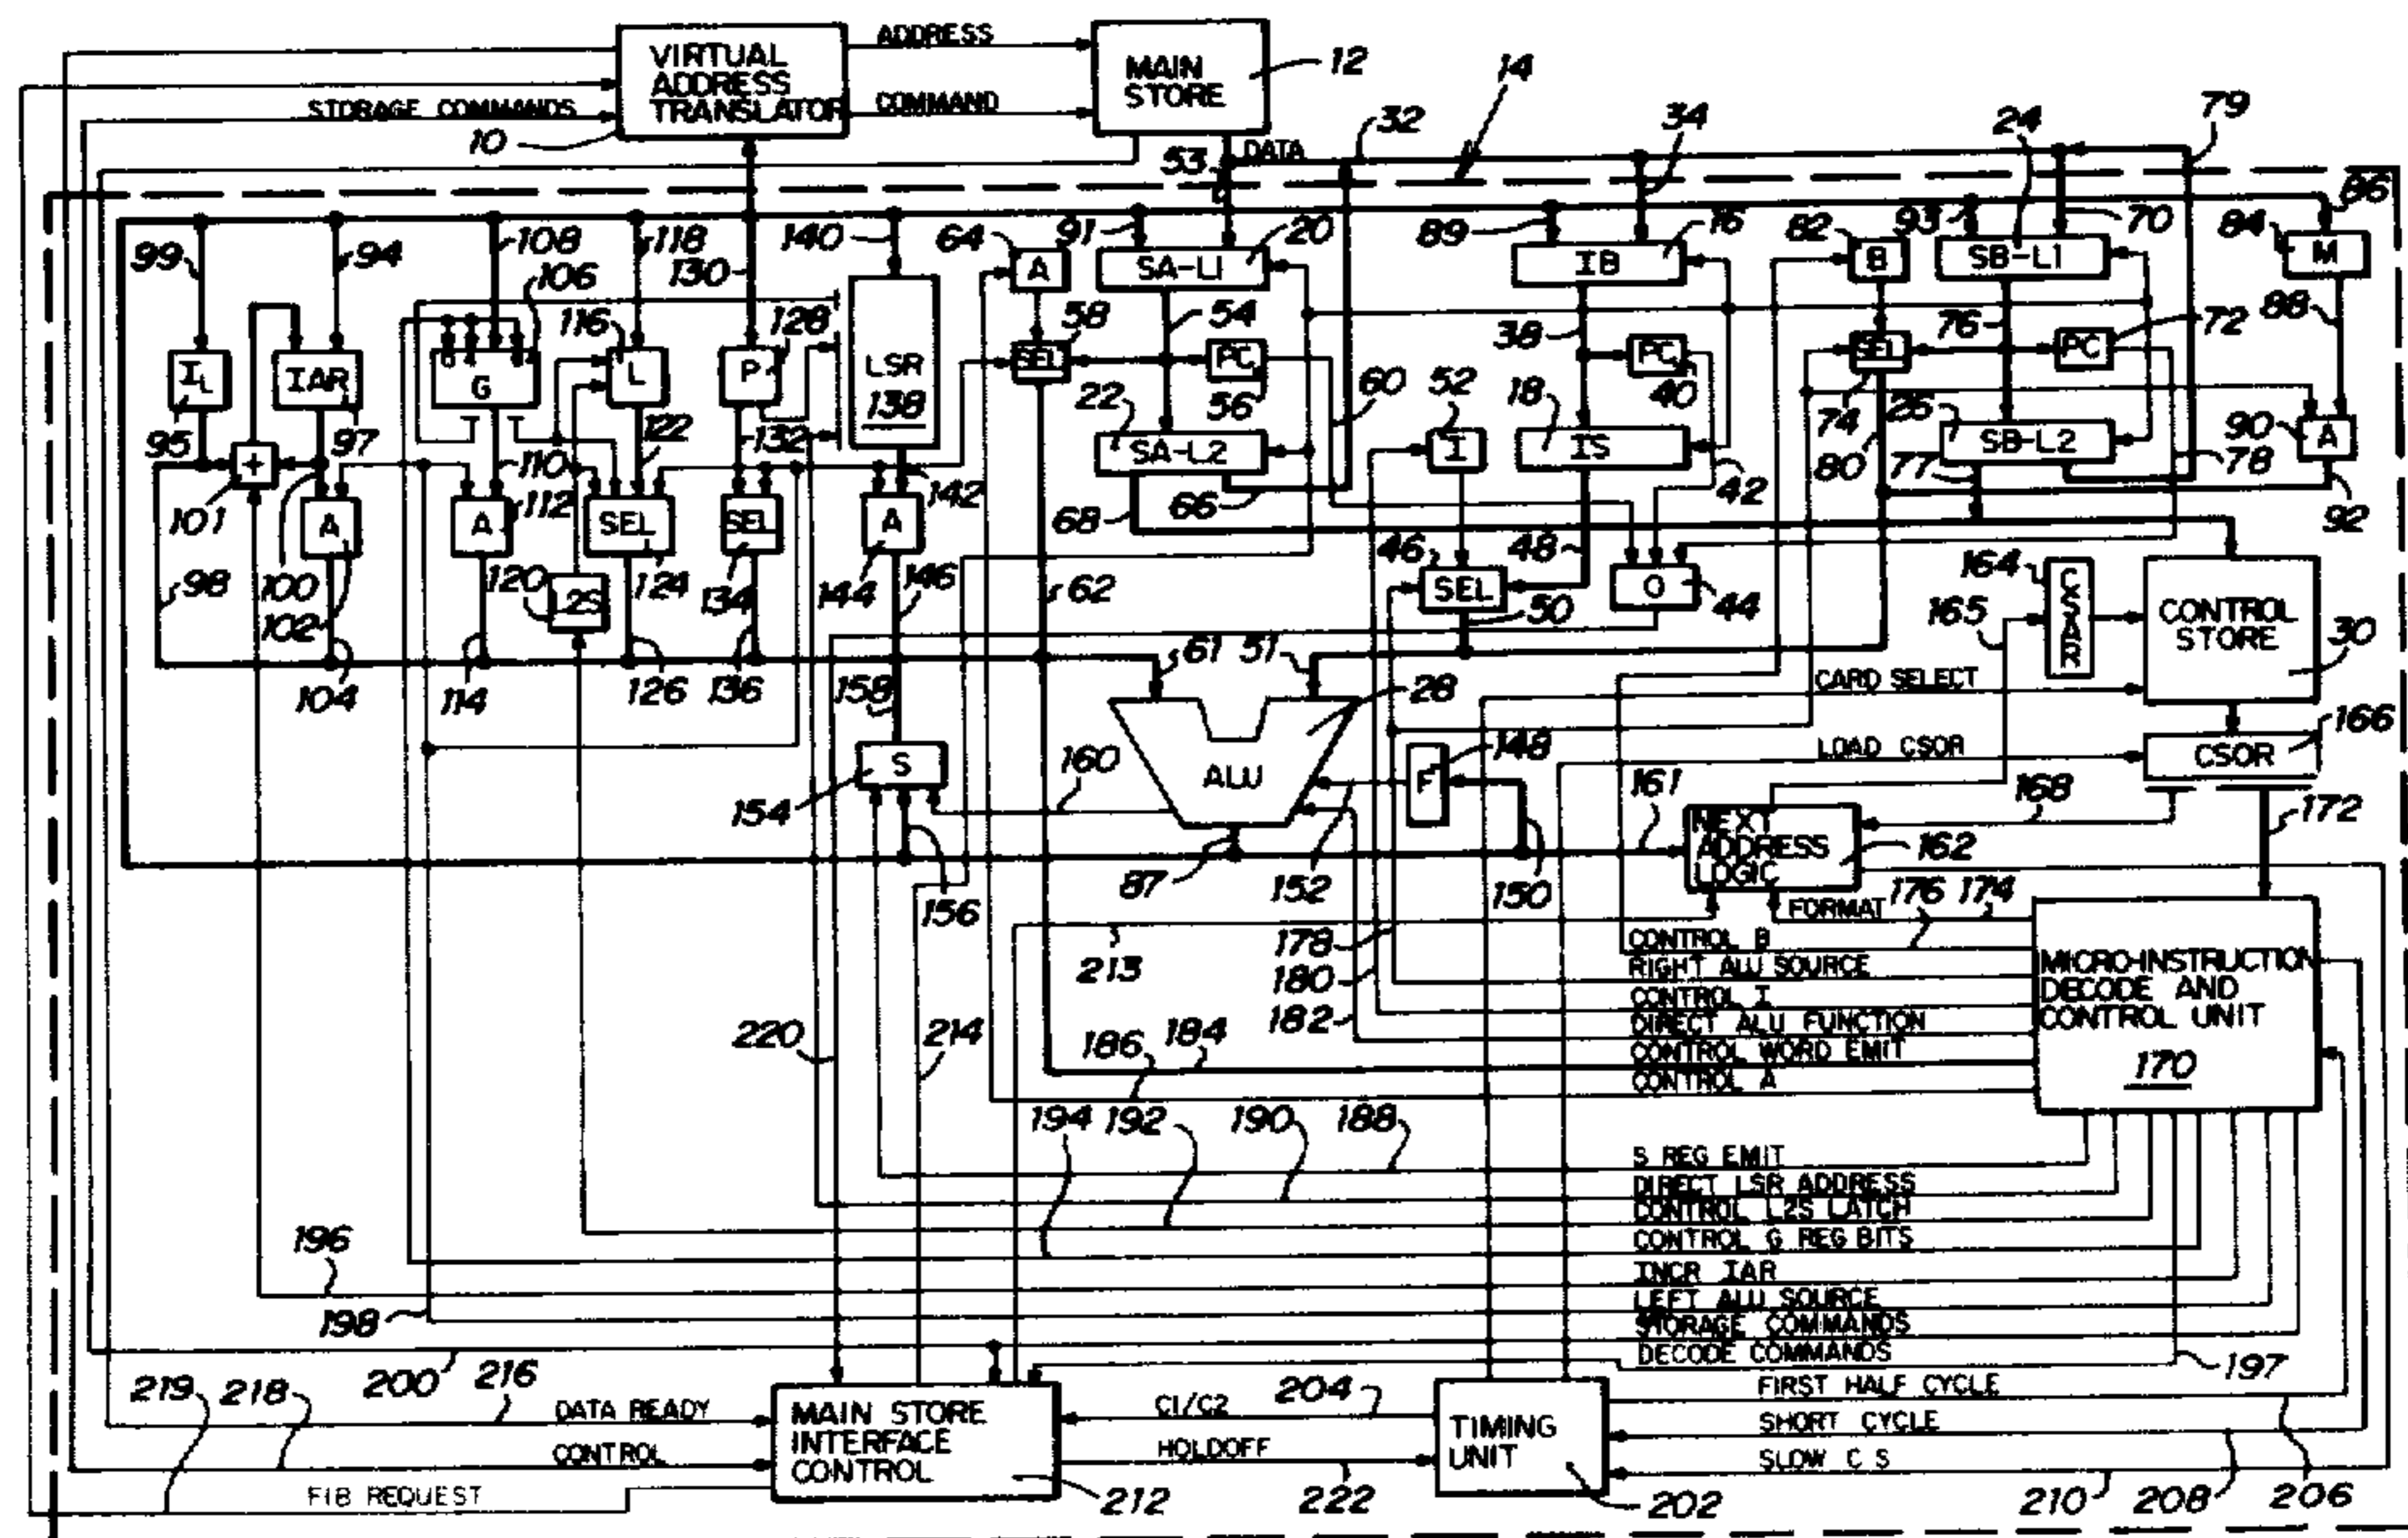 VIRTUAL
ADDRESS
TRANSLATOR
ADDRESS
COMMAND
MAIN
STORE
12
14
32
34
24
79
STORAGE COMMANDS
10
53
DATA
86
99
94
108
106
118
130
140
64
91
20
89
16
82
93
70
84
A
SA-L1
IB
B
SB-L1
M
116
128
58
54
38
76
72
88
IL
IAR
0 4
G
L
P
LSR
138
SEL
PC
PC
SEL
PC
56
60
40
74
22
52
18
26
90
95
97
110
122
132
142
SA-L2
I
IS
SB-L2
A
+
101
A
A
112
SEL
SEL
A
68
66
42
80
77
78
92
98
100
102
120
L2S
124
134
144
146
62
46
48
SEL
50
O
44
164
CSAR
165
CONTROL
STORE
30
104
114
126
136
158
61
51
28
CARD SELECT
S
154
160
ALU
F
148
161
LOAD CSOR
CSOR
166
168
172
87
152
150
156
NEXT
ADDRESS
LOGIC
162
176
174
FORMAT
213
178
180
182
CONTROL B
RIGHT ALU SOURCE
CONTROL I
DIRECT ALU FUNCTION
CONTROL WORD EMIT
CONTROL A
MICRO-INSTRUCTION
DECODE AND
CONTROL UNIT
170
220
214
186
184
194
192
190
188
S REG EMIT
DIRECT LSR ADDRESS
CONTROL L2S LATCH
CONTROL G REG BITS
INCR IAR
LEFT ALU SOURCE
STORAGE COMMANDS
DECODE COMMANDS
196
198
200
197
219
218
216
DATA READY
CONTROL
FIB REQUEST
MAIN STORE
INTERFACE
CONTROL
212
C1/C2
204
HOLDOFF
222
TIMING
UNIT
202
FIRST HALF CYCLE
SHORT CYCLE
SLOW C S
210
208
206